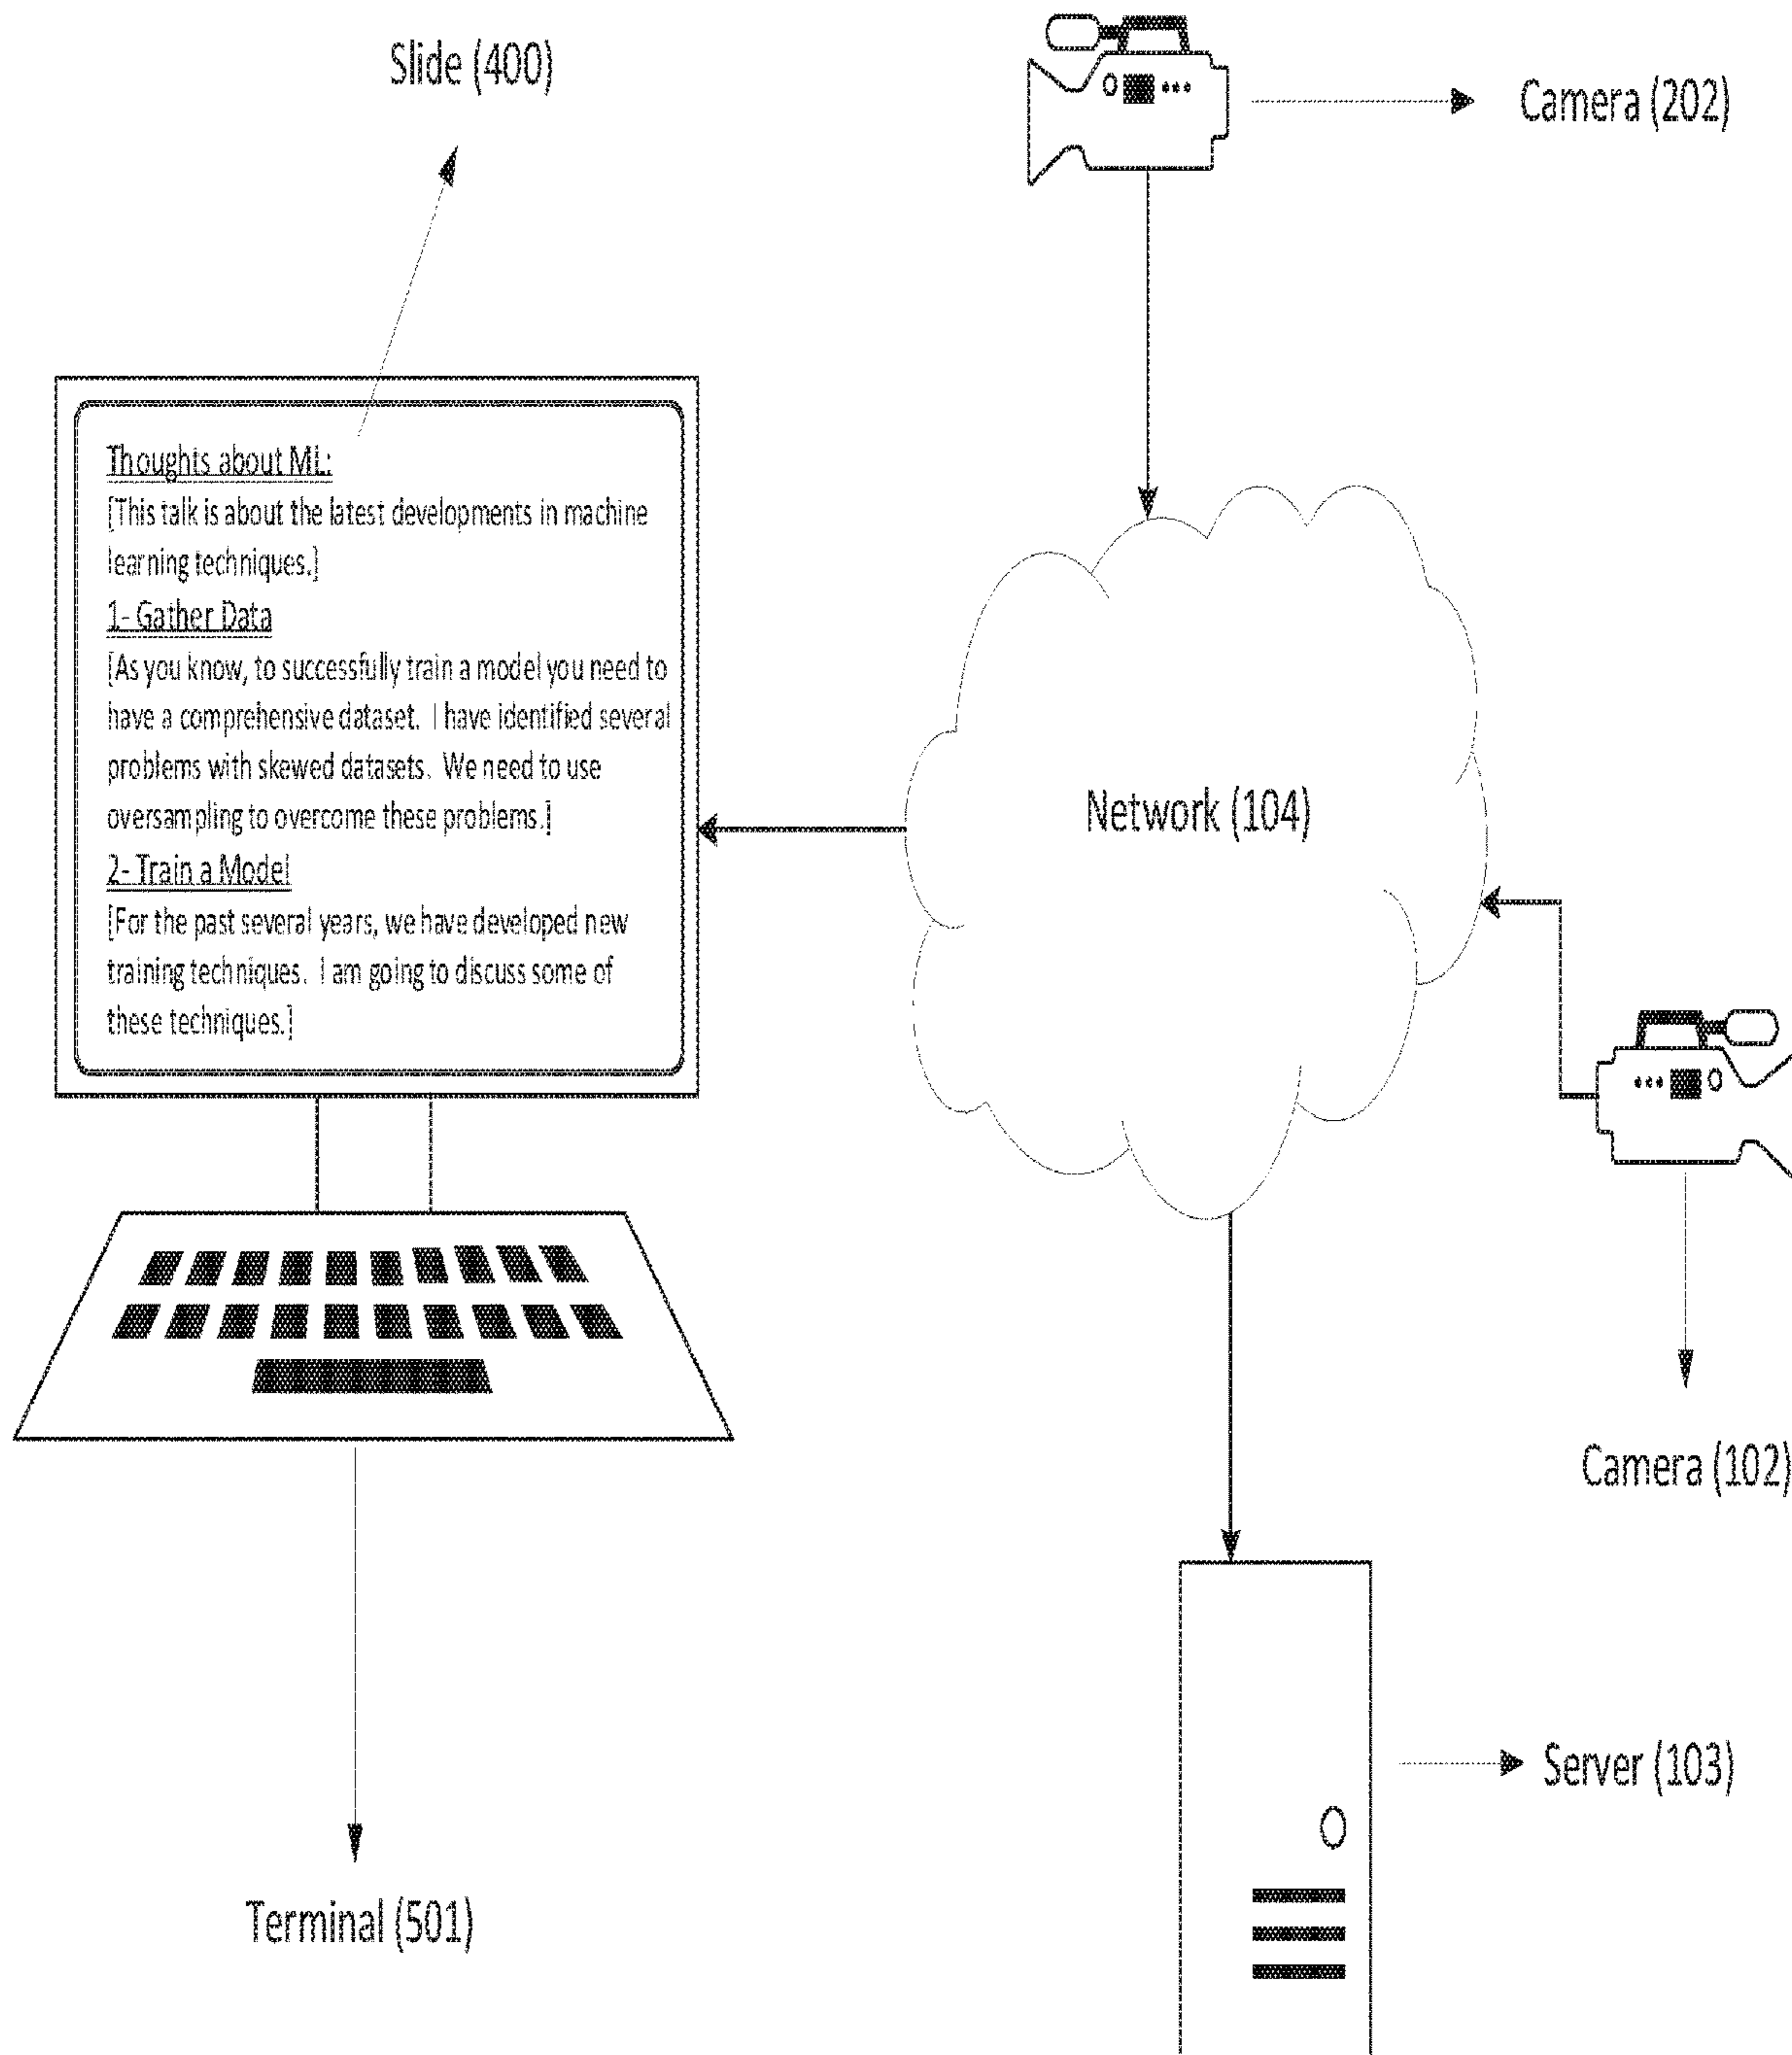 Slide (400)
Camera (202)
Thoughts about ML:
[This talk is about the latest developments in machine
learning techniques.]
1- Gather Data
[As you know, to successfully train a model you need to
have a comprehensive dataset.  I have identified several
problems with skewed datasets.  We need to use
oversampling to overcome these problems.]
2- Train a Model
[For the past several years, we have developed new
training techniques.  I am going to discuss some of
these techniques.]
Network (104)
Camera (102)
Server (103)
Terminal (501)